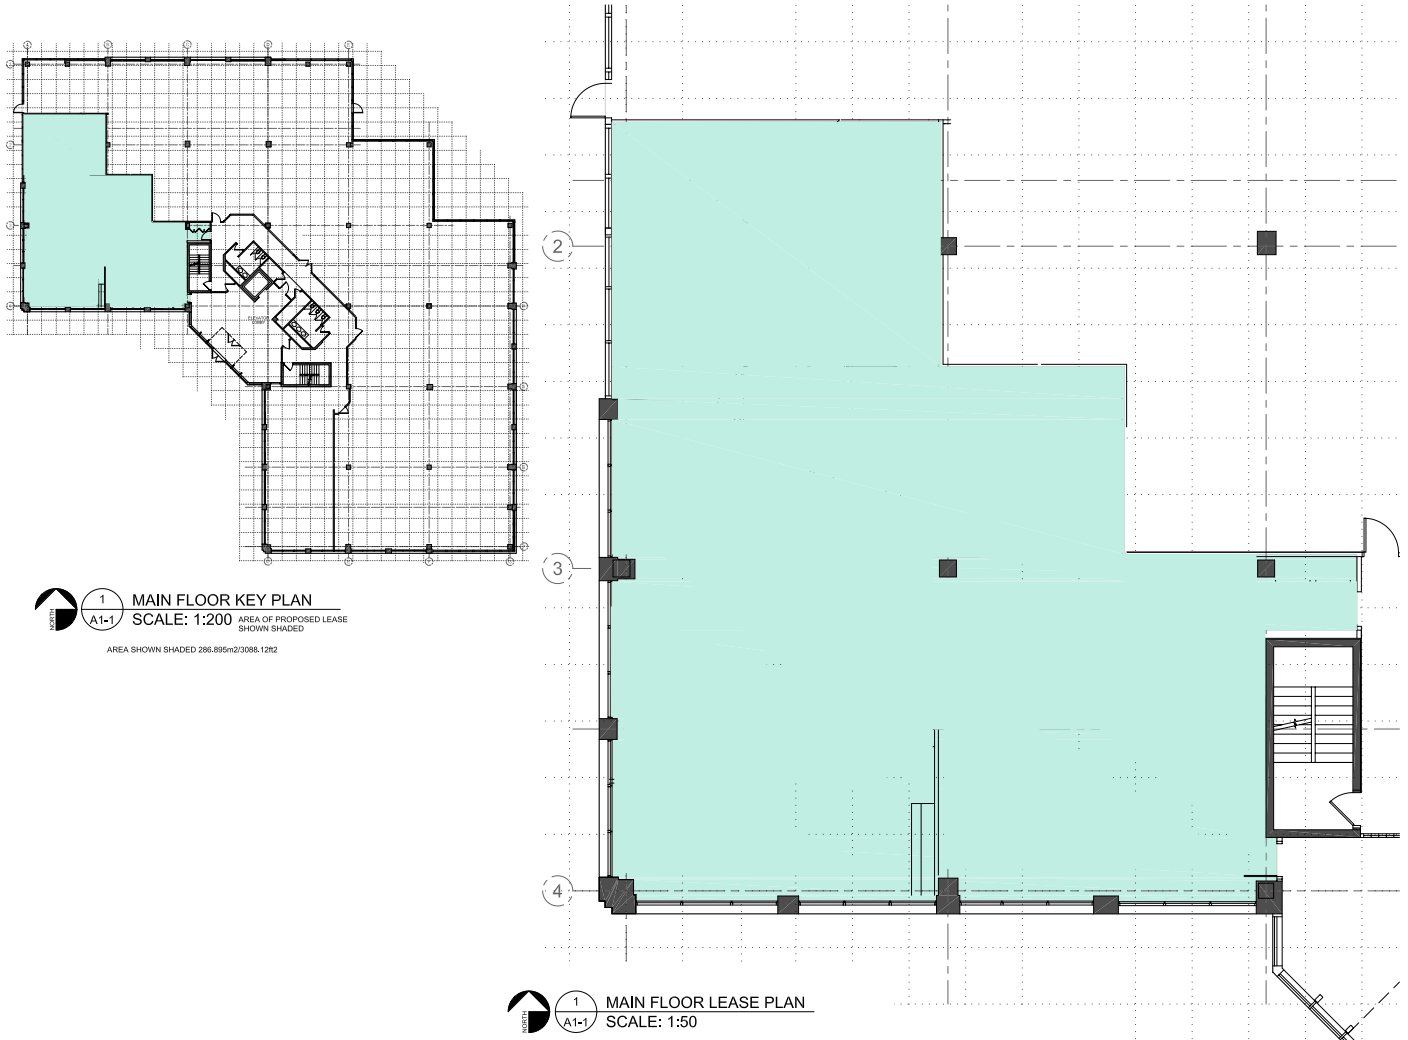 ELEVATOR
LOBBY
1
A1-1
NORTH
MAIN FLOOR KEY PLAN
SCALE: 1:200 AREA OF PROPOSED LEASE
SHOWN SHADED
AREA SHOWN SHADED 286.895m2/3088.12ft2
2
3
4
1
A1-1
NORTH
MAIN FLOOR LEASE PLAN
SCALE: 1:50